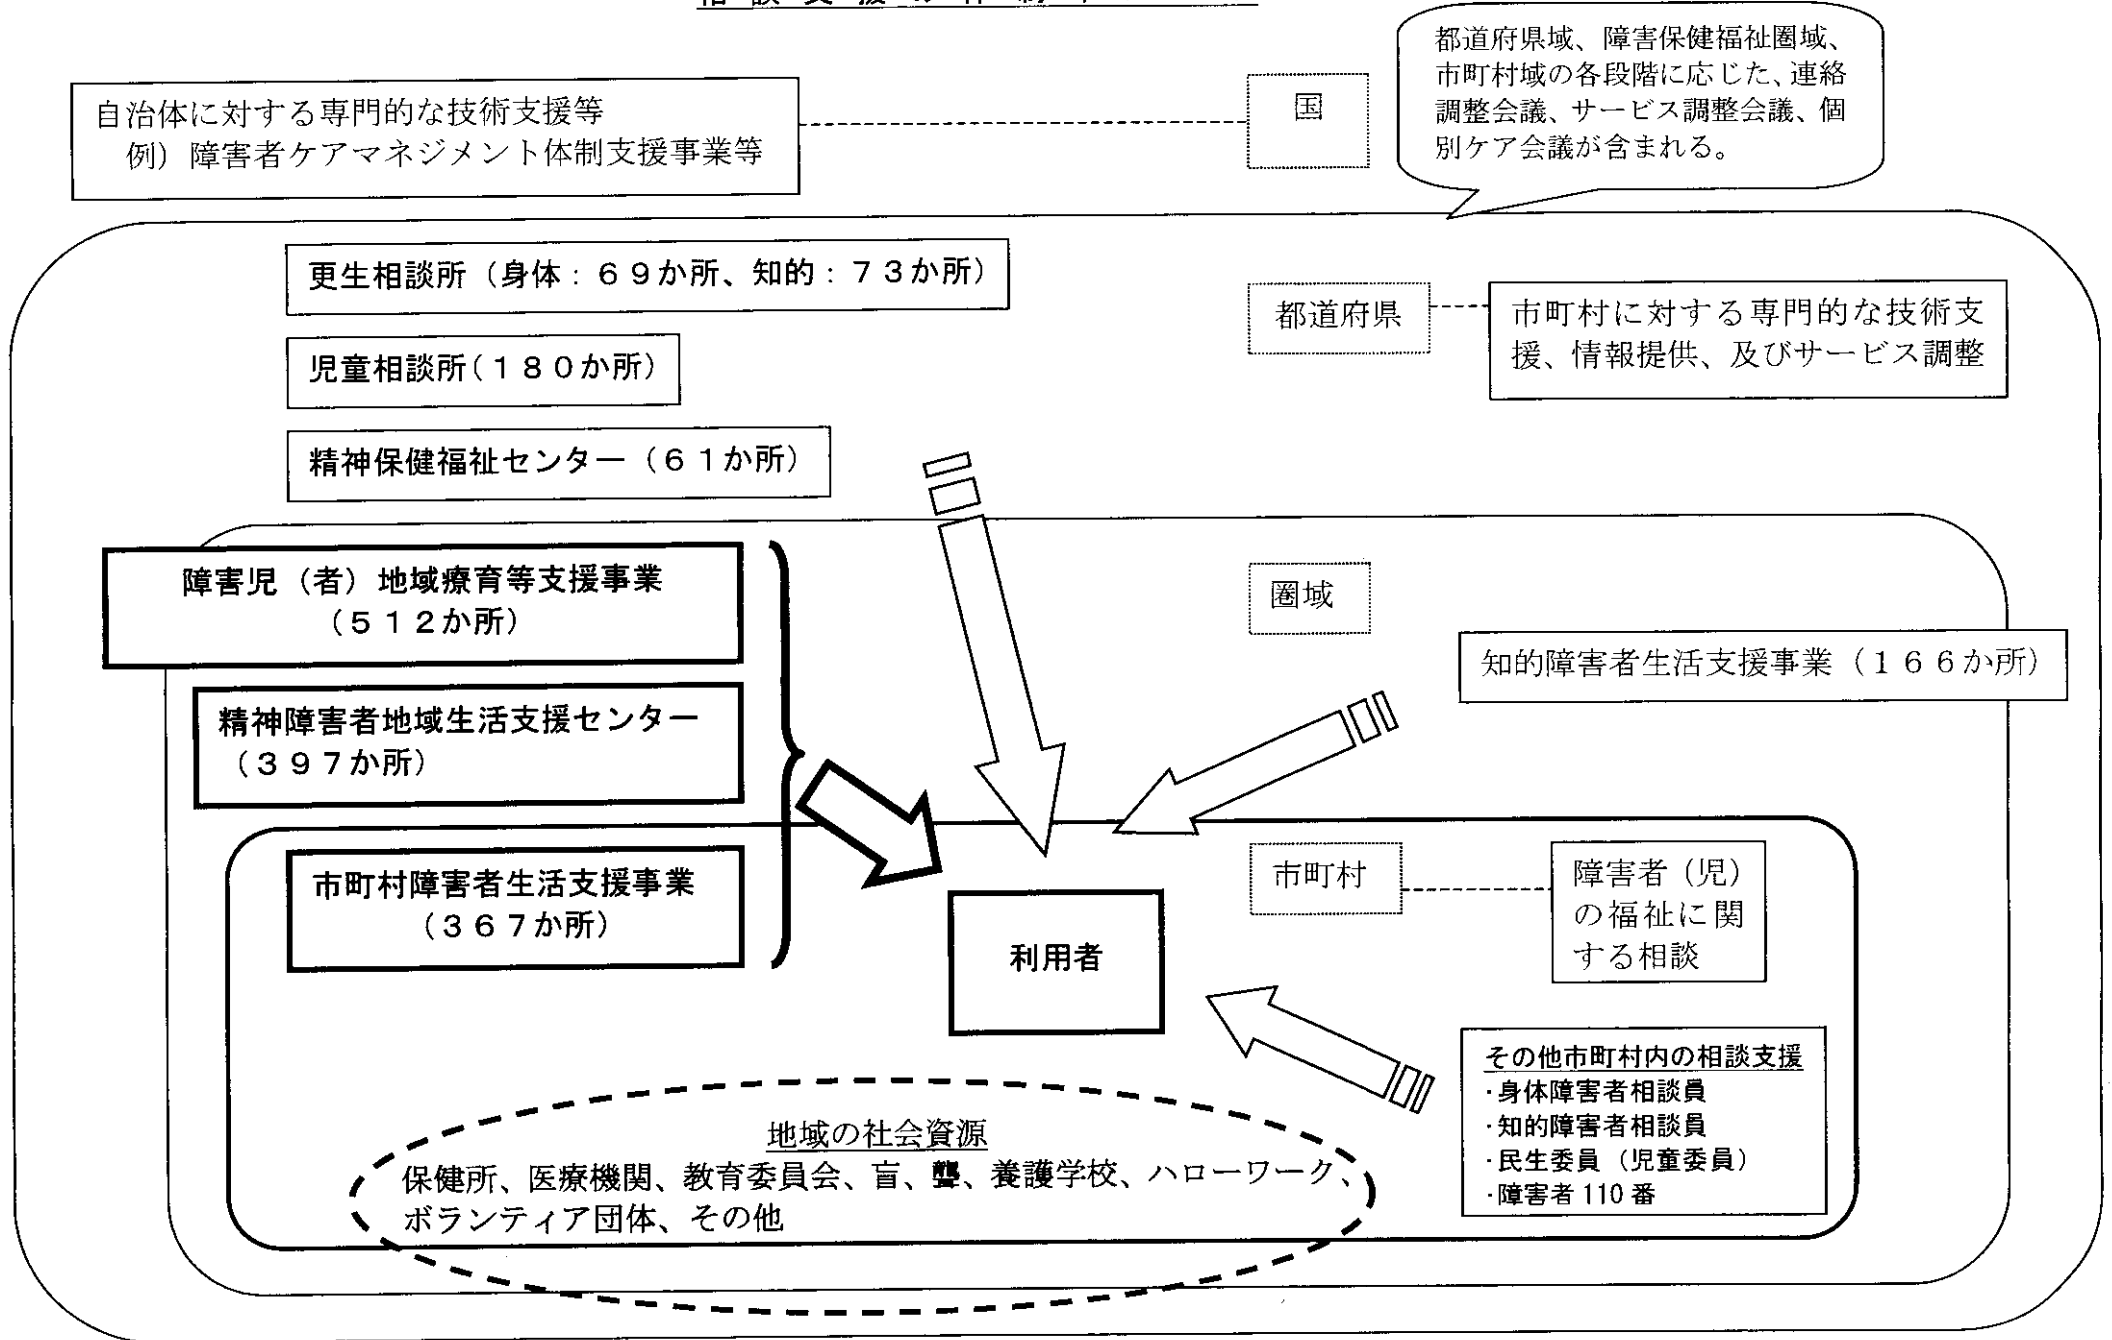 自治体に対する専門的な技術支援等
例）障害者ケアマネジメント体制支援事業等
国
都道府県域、障害保健福祉圏域、
市町村域の各段階に応じた、連絡
調整会議、サービス調整会議、個
別ケア会議が含まれる。
更生相談所（身体：６９か所、知的：７３か所）
児童相談所（１８０か所）
精神保健福祉センター（６１か所）
都道府県
市町村に対する専門的な技術支
援、情報提供、及びサービス調整
障害児（者）地域療育等支援事業
（５１２か所）
精神障害者地域生活支援センター
（３９７か所）
市町村障害者生活支援事業
（３６７か所）
圏域
知的障害者生活支援事業（１６６か所）
利用者
市町村
障害者（児）
の福祉に関
する相談
その他市町村内の相談支援
・身体障害者相談員
・知的障害者相談員
・民生委員（児童委員）
・障害者110番
地域の社会資源
保健所、医療機関、教育委員会、盲、聾、養護学校、ハローワーク、
ボランティア団体、その他